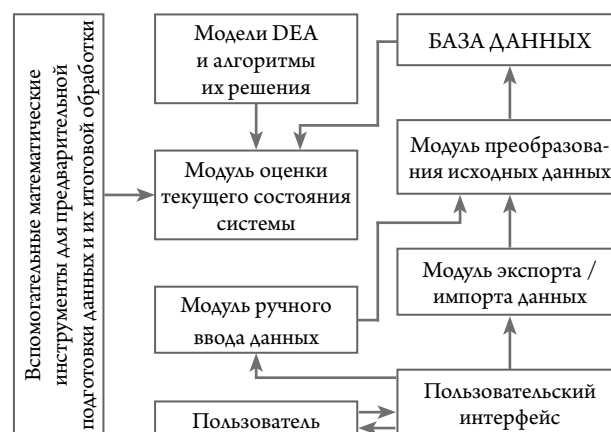 Вспомогательные математические
инструменты для предварительной
подготовки данных и их итоговой обработки
Модели DEA
и алгоритмы
их решения
БАЗА ДАННЫХ
Модуль оценки
текущего состояния
системы
Модуль преобразова-
ния исходных данных
Модуль ручного
ввода данных
Модуль экспорта /
импорта данных
Пользователь
Пользовательский
интерфейс